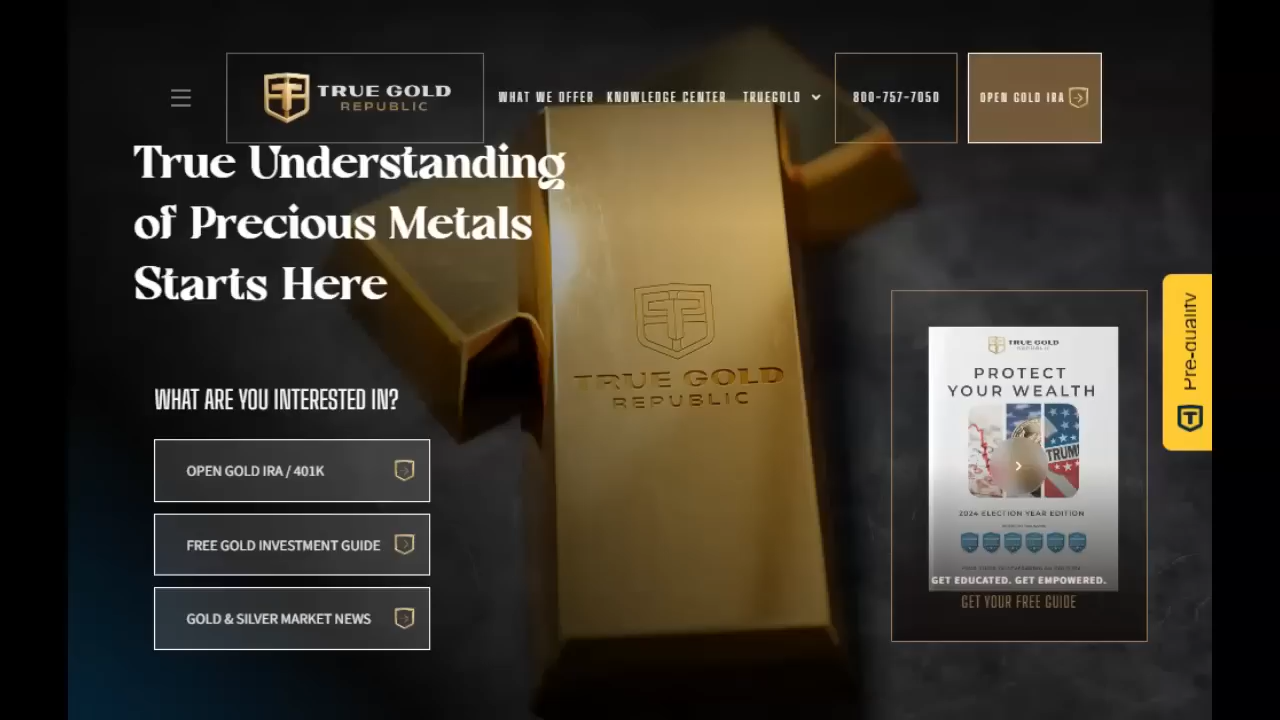 TRUE GOLD
REPUBLIC
WHAT WE OFFER
KNOWLEDGE CENTER
TRUEGOLD
800-757-7050
OPEN GOLD IRA
True Understanding
of Precious Metals
Starts Here
WHAT ARE YOU INTERESTED IN?
OPEN GOLD IRA / 401K
FREE GOLD INVESTMENT GUIDE
GOLD & SILVER MARKET NEWS
TRUE GOLD
REPUBLIC
TRUE GOLD
REPUBLIC
PROTECT
YOUR WEALTH
TRUMP
2024 ELECTION YEAR EDITION
GET EDUCATED. GET EMPOWERED.
GET YOUR FREE GUIDE
Pre-qualify